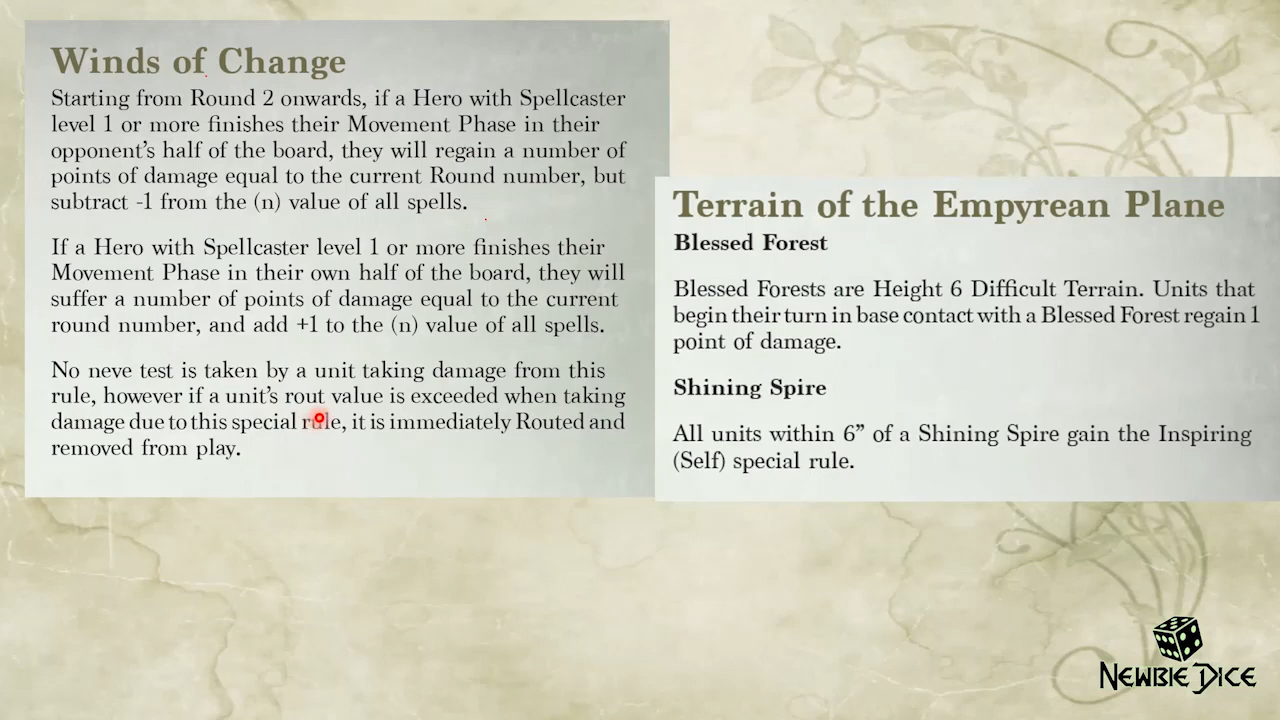 Winds of Change
Starting from Round 2 onwards, if a Hero with Spellcaster
level 1 or more finishes their Movement Phase in their
opponent's half of the board, they will regain a number of
points of damage equal to the current Round number, but
subtract -1 from the (n) value of all spells.
If a Hero with Spellcaster level 1 or more finishes their
Movement Phase in their own half of the board, they will
suffer a number of points of damage equal to the current
round number, and add +1 to the (n) value of all spells.
No neve test is taken by a unit taking damage from this
rule, however if a unit's rout value is exceeded when taking
damage due to this special rule, it is immediately Routed and
removed from play.
Terrain of the Empyrean Plane
Blessed Forest
Blessed Forests are Height 6 Difficult Terrain. Units that
begin their turn in base contact with a Blessed Forest regain 1
point of damage.
Shining Spire
All units within 6” of a Shining Spire gain the Inspiring
(Self) special rule.
NEWBIE DICE